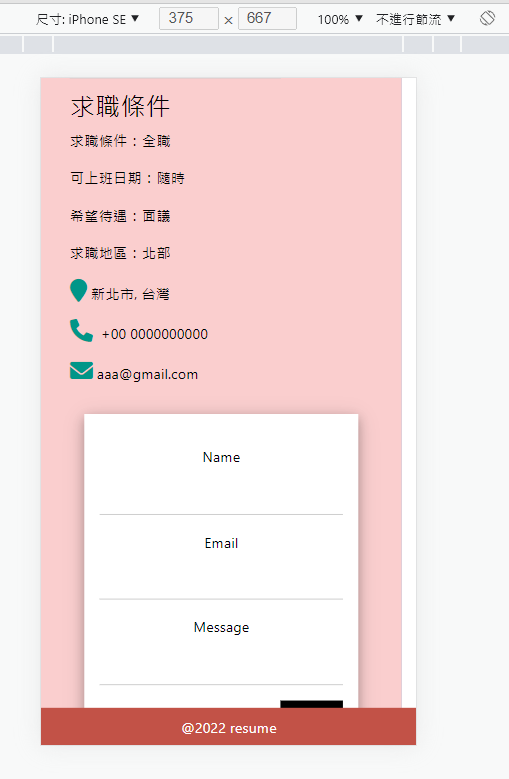 尺寸: iPhone SE ▼ 375 × 667 100% ▼ 不進行節流 ▼
求職條件
求職條件：全職
可上班日期：隨時
希望待遇：面議
求職地區：北部
新北市, 台灣
+00 0000000000
aaa@gmail.com
Name
Email
Message
@2022 resume